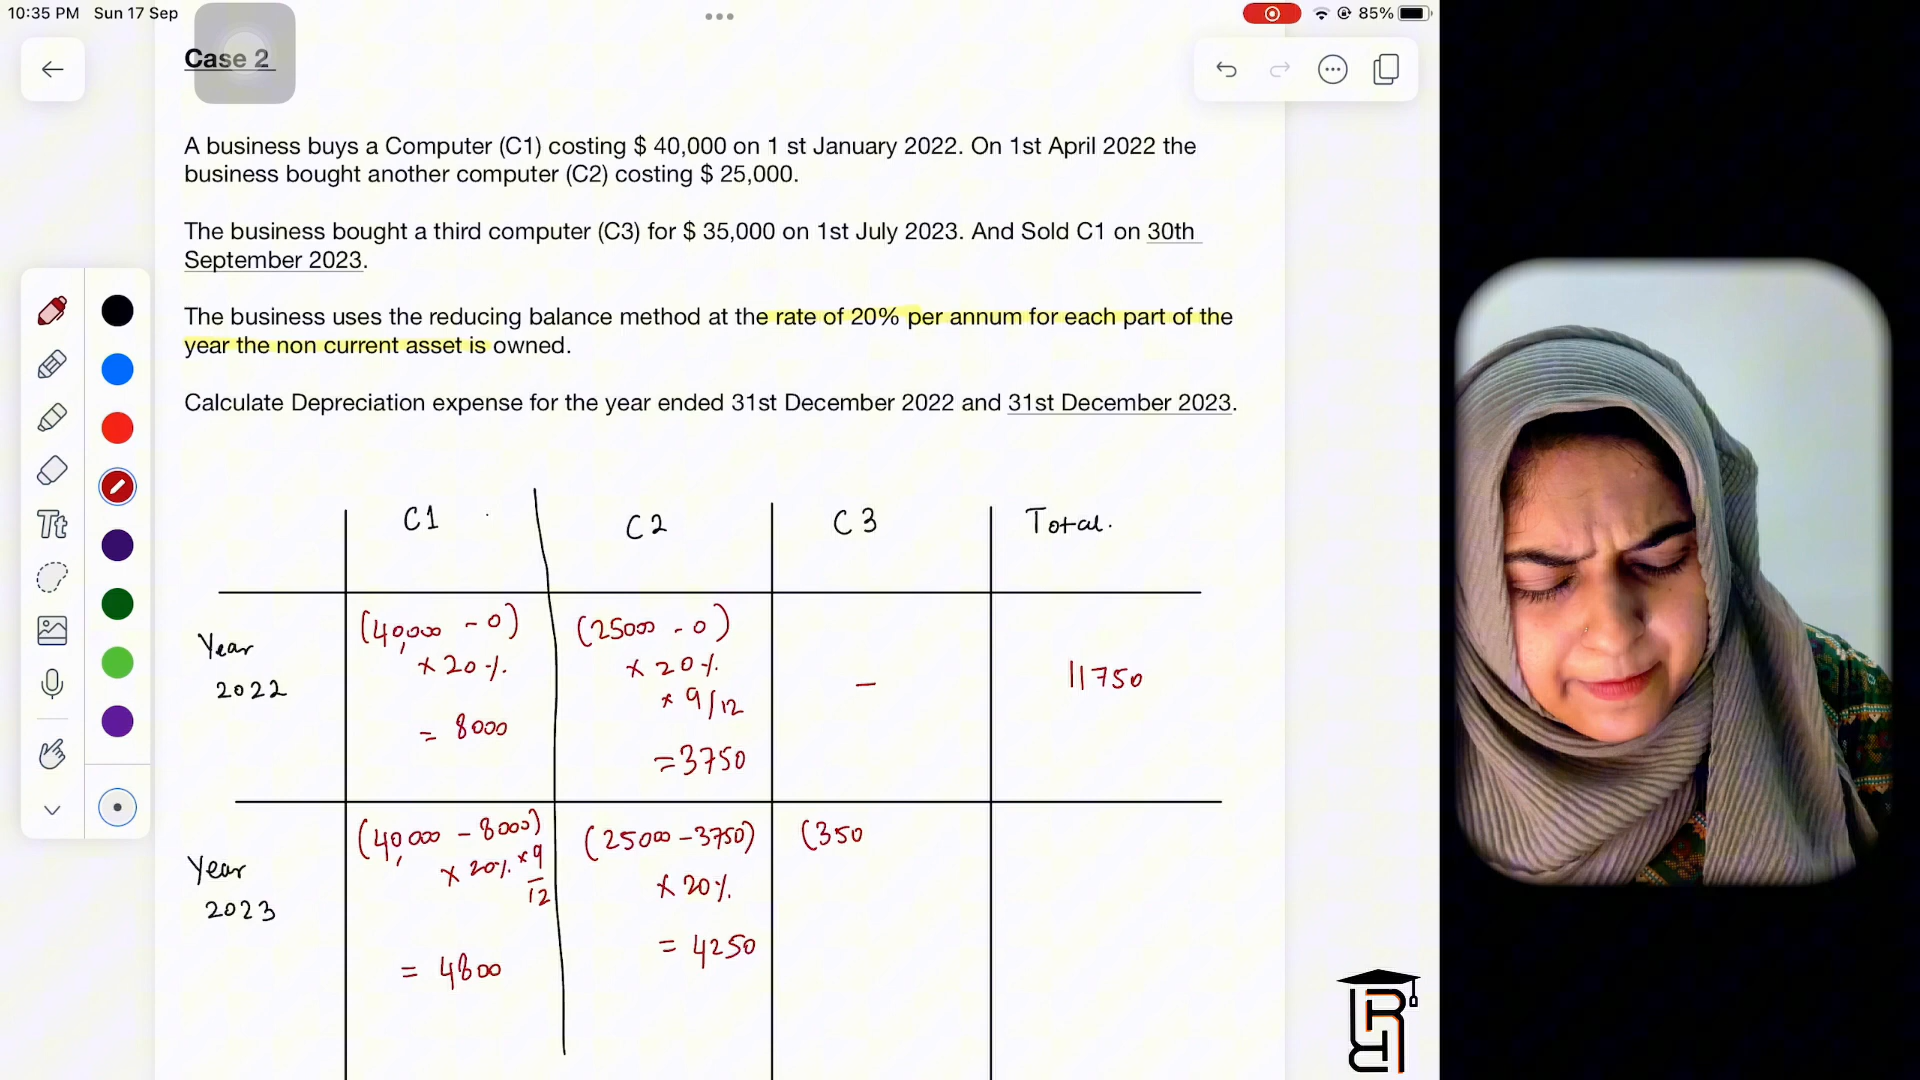 10:35 PM Sun 17 Sep
85%
Case 2
A business buys a Computer (C1) costing $ 40,000 on 1 st January 2022. On 1st April 2022 the
business bought another computer (C2) costing $ 25,000.
The business bought a third computer (C3) for $ 35,000 on 1st July 2023. And Sold C1 on 30th
September 2023.
The business uses the reducing balance method at the rate of 20% per annum for each part of the
year the non current asset is owned.
Calculate Depreciation expense for the year ended 31st December 2022 and 31st December 2023.
Tt
C1 C2 C3 Total.
Year
2022
(40,000 - 0)
× 20%.
= 8000
(25000 - 0)
× 20%.
× 9/12
= 3750
-
11750
Year
2023
(40,000 - 8000)
× 20%. × 9
12
= 4800
(25000 - 3750)
× 20%.
= 4250
(350